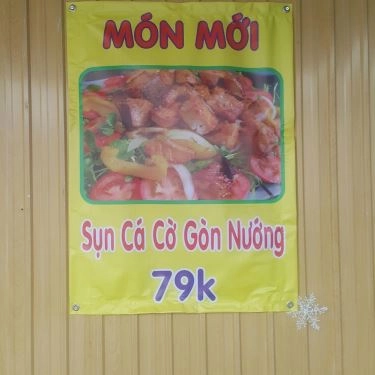 MÓN MỚI
Sụn Cá Cờ Gòn Nướng
79k